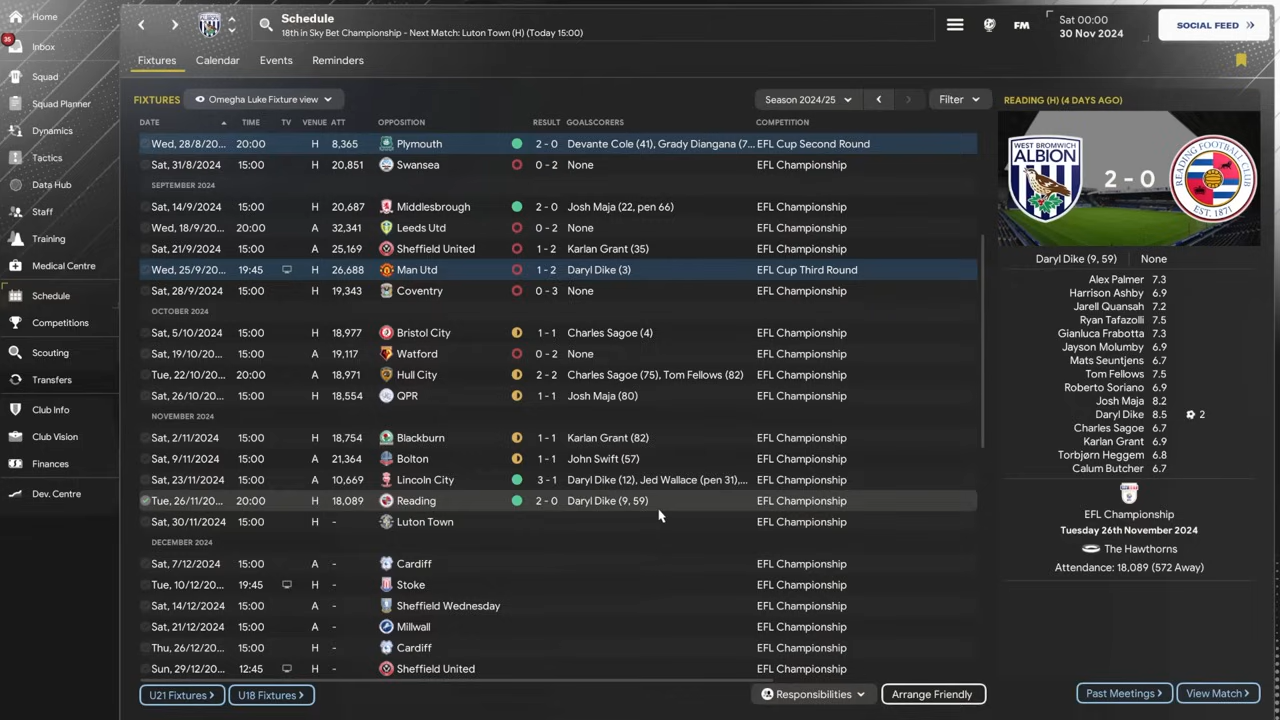 Home
35
Inbox
Squad
Squad Planner
Dynamics
Tactics
Data Hub
Staff
Training
Medical Centre
Schedule
Competitions
Scouting
Transfers
Club Info
Club Vision
Finances
Dev. Centre
Schedule
18th in Sky Bet Championship - Next Match: Luton Town (H) (Today 15:00)
FM
Sat 00:00
30 Nov 2024
SOCIAL FEED
Fixtures Calendar Events Reminders
FIXTURES Omegha Luke Fixture view Season 2024/25 Filter
DATE TIME TV VENUE ATT OPPOSITION RESULT GOALSCORERS COMPETITION
Wed, 28/8/20... 20:00 H 8,365 Plymouth 2 - 0 Devante Cole (41), Grady Diangana (7... EFL Cup Second Round
Sat, 31/8/2024 15:00 H 20,851 Swansea 0 - 2 None EFL Championship
SEPTEMBER 2024
Sat, 14/9/2024 15:00 H 20,687 Middlesbrough 2 - 0 Josh Maja (22, pen 66) EFL Championship
Wed, 18/9/20... 20:00 A 32,341 Leeds Utd 0 - 2 None EFL Championship
Sat, 21/9/2024 15:00 A 25,169 Sheffield United 1 - 2 Karlan Grant (35) EFL Championship
Wed, 25/9/20... 19:45 H 26,688 Man Utd 1 - 2 Daryl Dike (3) EFL Cup Third Round
Sat, 28/9/2024 15:00 H 19,343 Coventry 0 - 3 None EFL Championship
OCTOBER 2024
Sat, 5/10/2024 15:00 H 18,977 Bristol City 1 - 1 Charles Sagoe (4) EFL Championship
Sat, 19/10/20... 15:00 A 19,117 Watford 0 - 2 None EFL Championship
Tue, 22/10/20... 20:00 A 18,971 Hull City 2 - 2 Charles Sagoe (75), Tom Fellows (82) EFL Championship
Sat, 26/10/20... 15:00 H 18,554 QPR 1 - 1 Josh Maja (80) EFL Championship
NOVEMBER 2024
Sat, 2/11/2024 15:00 H 18,754 Blackburn 1 - 1 Karlan Grant (82) EFL Championship
Sat, 9/11/2024 15:00 A 21,364 Bolton 1 - 1 John Swift (57) EFL Championship
Sat, 23/11/2024 15:00 A 10,669 Lincoln City 3 - 1 Daryl Dike (12), Jed Wallace (pen 31),... EFL Championship
Tue, 26/11/20... 20:00 H 18,089 Reading 2 - 0 Daryl Dike (9, 59) EFL Championship
Sat, 30/11/2024 15:00 H - Luton Town EFL Championship
DECEMBER 2024
Sat, 7/12/2024 15:00 A - Cardiff EFL Championship
Tue, 10/12/20... 19:45 H - Stoke EFL Championship
Sat, 14/12/2024 15:00 A - Sheffield Wednesday EFL Championship
Sat, 21/12/2024 15:00 A - Millwall EFL Championship
Thu, 26/12/20... 15:00 H - Cardiff EFL Championship
Sun, 29/12/20... 12:45 H - Sheffield United EFL Championship
U21 Fixtures U18 Fixtures Responsibilities Arrange Friendly
READING (H) (4 DAYS AGO)
WEST BROMWICH
ALBION
2 - 0
READING
FOOTBALL CLUB
EST. 1871
Daryl Dike (9, 59) None
Alex Palmer 7.3
Harrison Ashby 6.9
Jarell Quansah 7.2
Ryan Tafazolli 7.5
Gianluca Frabotta 7.3
Jayson Molumby 6.9
Mats Seuntjens 6.7
Tom Fellows 7.5
Roberto Soriano 6.9
Josh Maja 8.2
Daryl Dike 8.5 2
Charles Sagoe 6.7
Karlan Grant 6.9
Torbjørn Heggem 6.8
Calum Butcher 6.7
EFL Championship
Tuesday 26th November 2024
The Hawthorns
Attendance: 18,089 (572 Away)
Past Meetings View Match